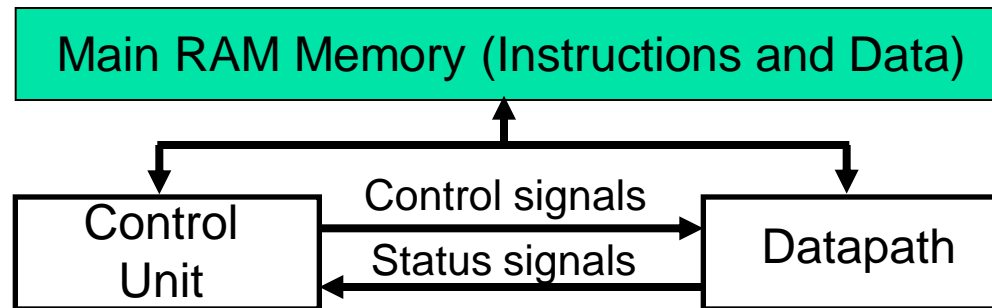 Main RAM Memory (Instructions and Data)
Control signals
Control
Unit
Status signals
Datapath